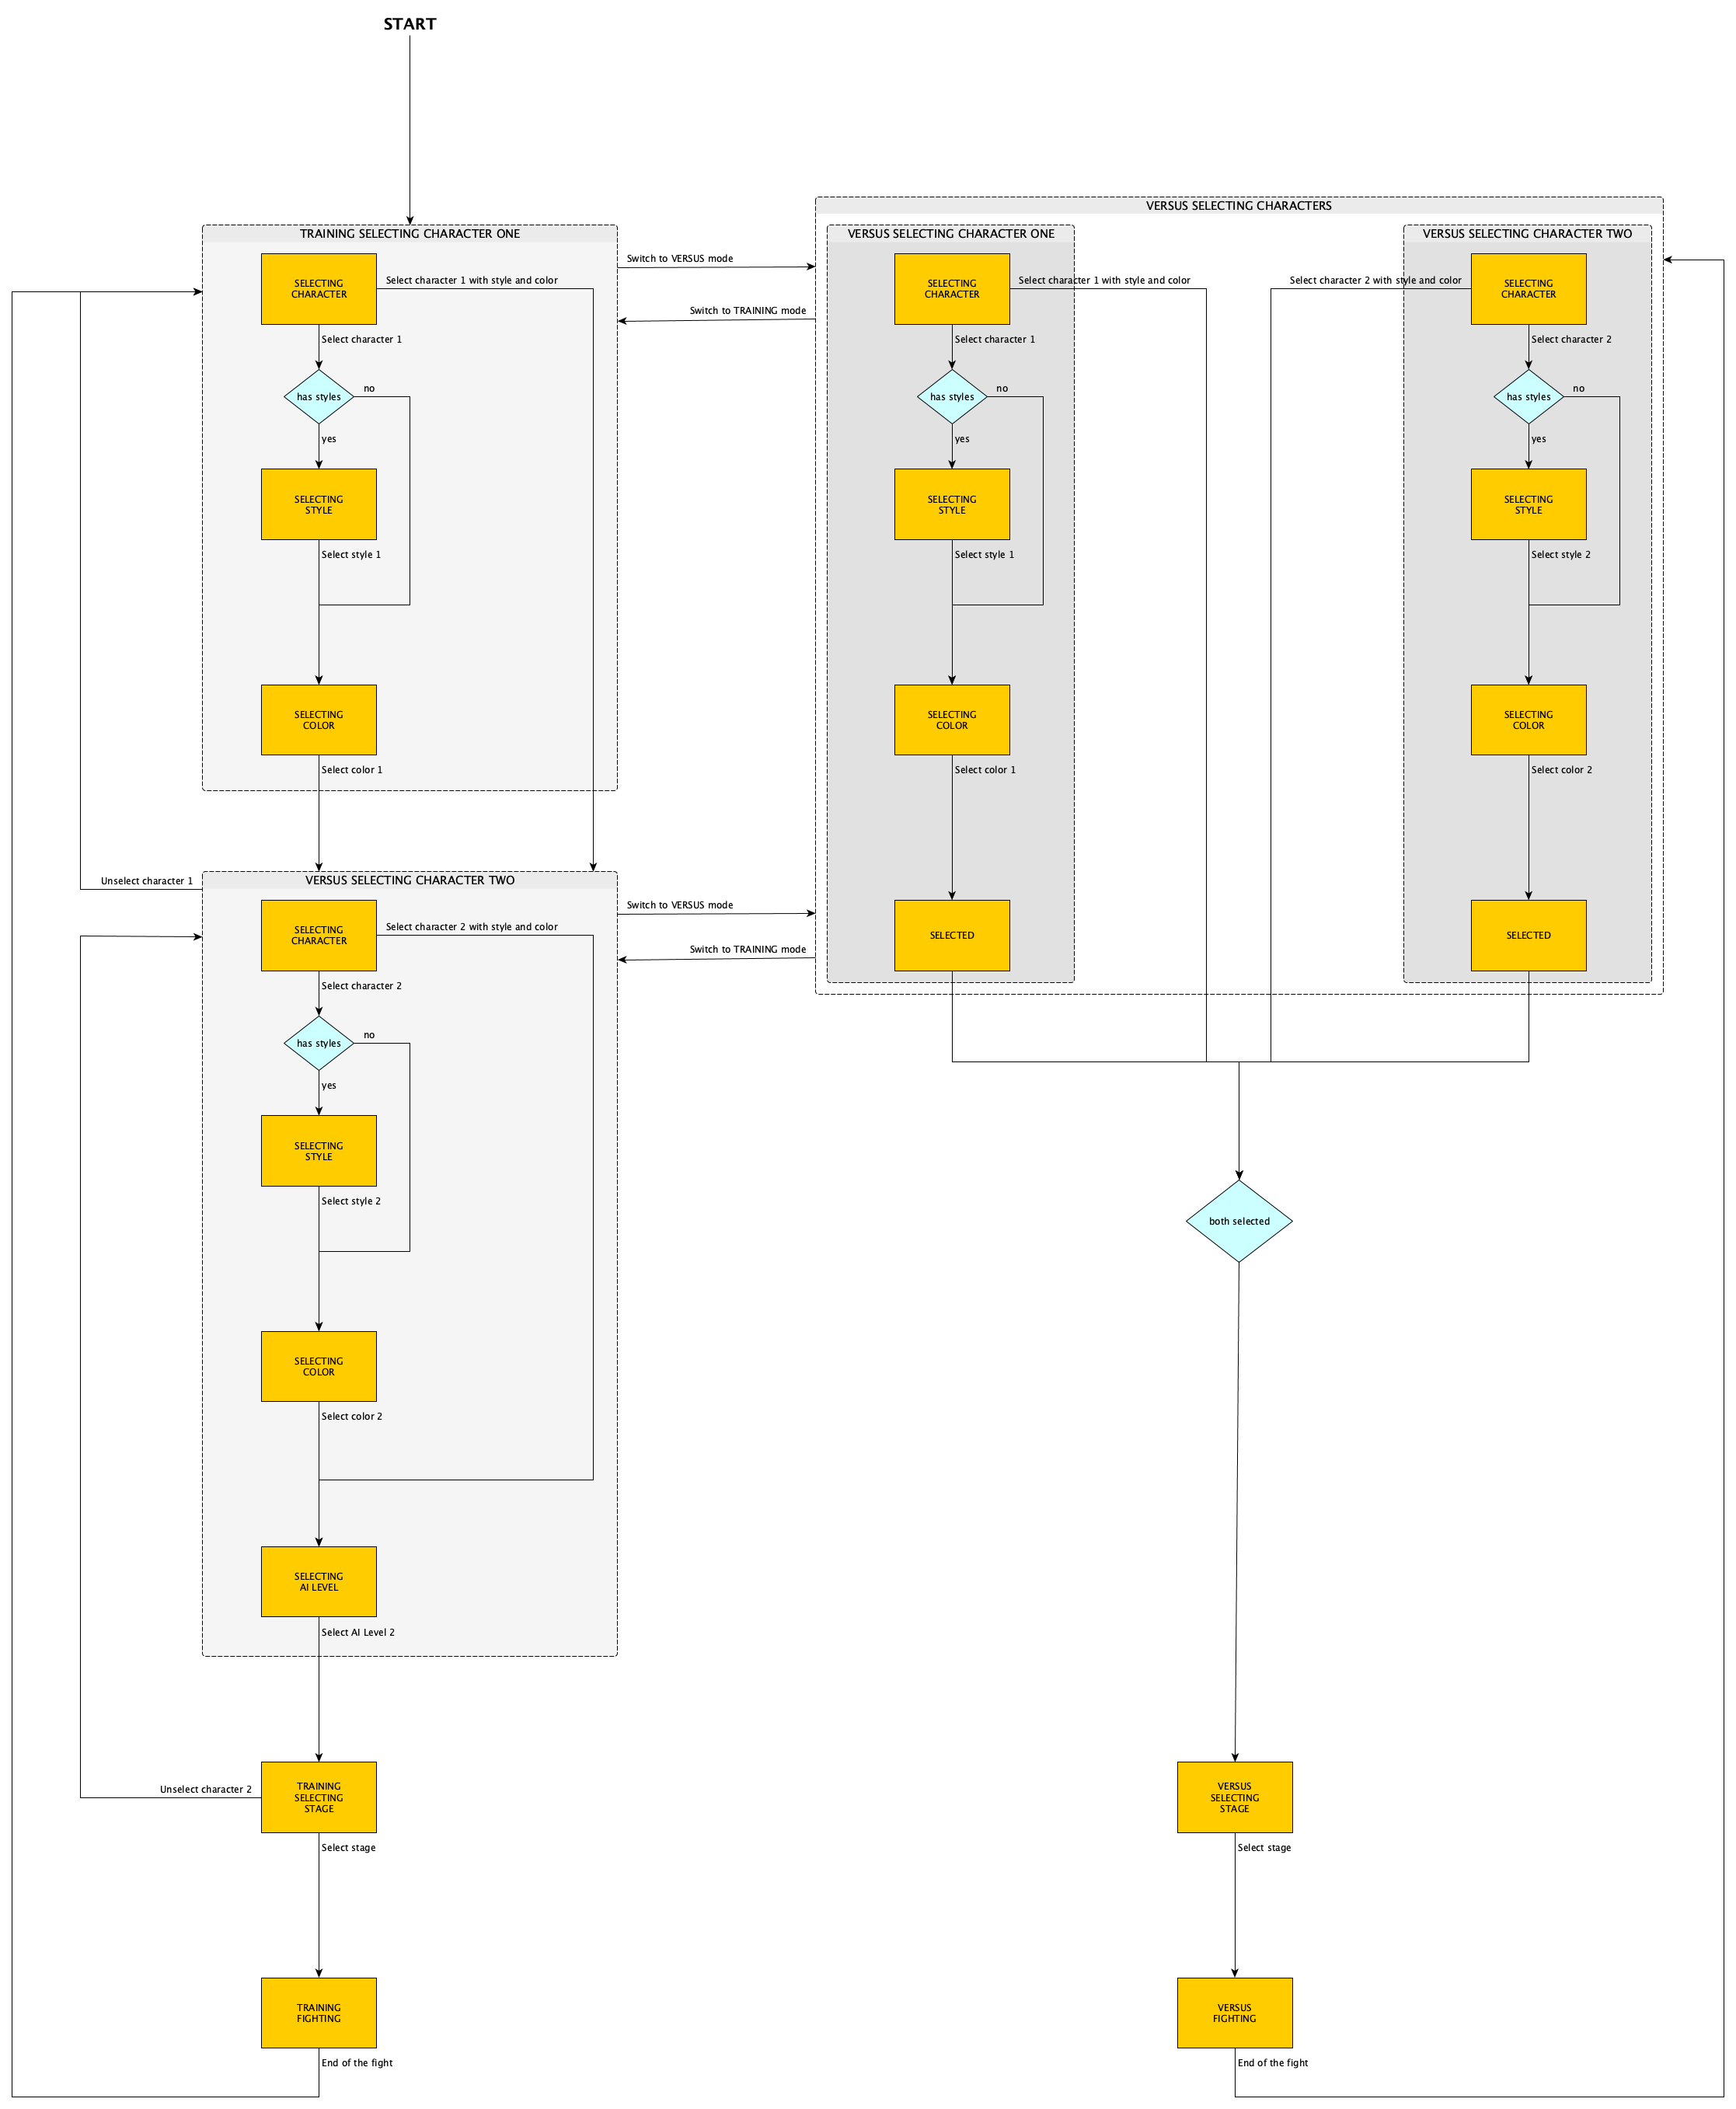 START
TRAINING SELECTING CHARACTER ONE
SELECTING
CHARACTER
Select character 1 with style and color
Select character 1
has styles
no
yes
SELECTING
STYLE
Select style 1
SELECTING
COLOR
Select color 1
Switch to VERSUS mode
Switch to TRAINING mode
Unselect character 1
VERSUS SELECTING CHARACTER TWO
SELECTING
CHARACTER
Select character 2 with style and color
Select character 2
has styles
no
yes
SELECTING
STYLE
Select style 2
SELECTING
COLOR
Select color 2
SELECTING
AI LEVEL
Select AI Level 2
Switch to VERSUS mode
Switch to TRAINING mode
Unselect character 2
TRAINING
SELECTING
STAGE
Select stage
TRAINING
FIGHTING
End of the fight
VERSUS SELECTING CHARACTERS
VERSUS SELECTING CHARACTER ONE
SELECTING
CHARACTER
Select character 1 with style and color
Select character 1
has styles
no
yes
SELECTING
STYLE
Select style 1
SELECTING
COLOR
Select color 1
SELECTED
VERSUS SELECTING CHARACTER TWO
SELECTING
CHARACTER
Select character 2 with style and color
Select character 2
has styles
no
yes
SELECTING
STYLE
Select style 2
SELECTING
COLOR
Select color 2
SELECTED
both selected
VERSUS
SELECTING
STAGE
Select stage
VERSUS
FIGHTING
End of the fight